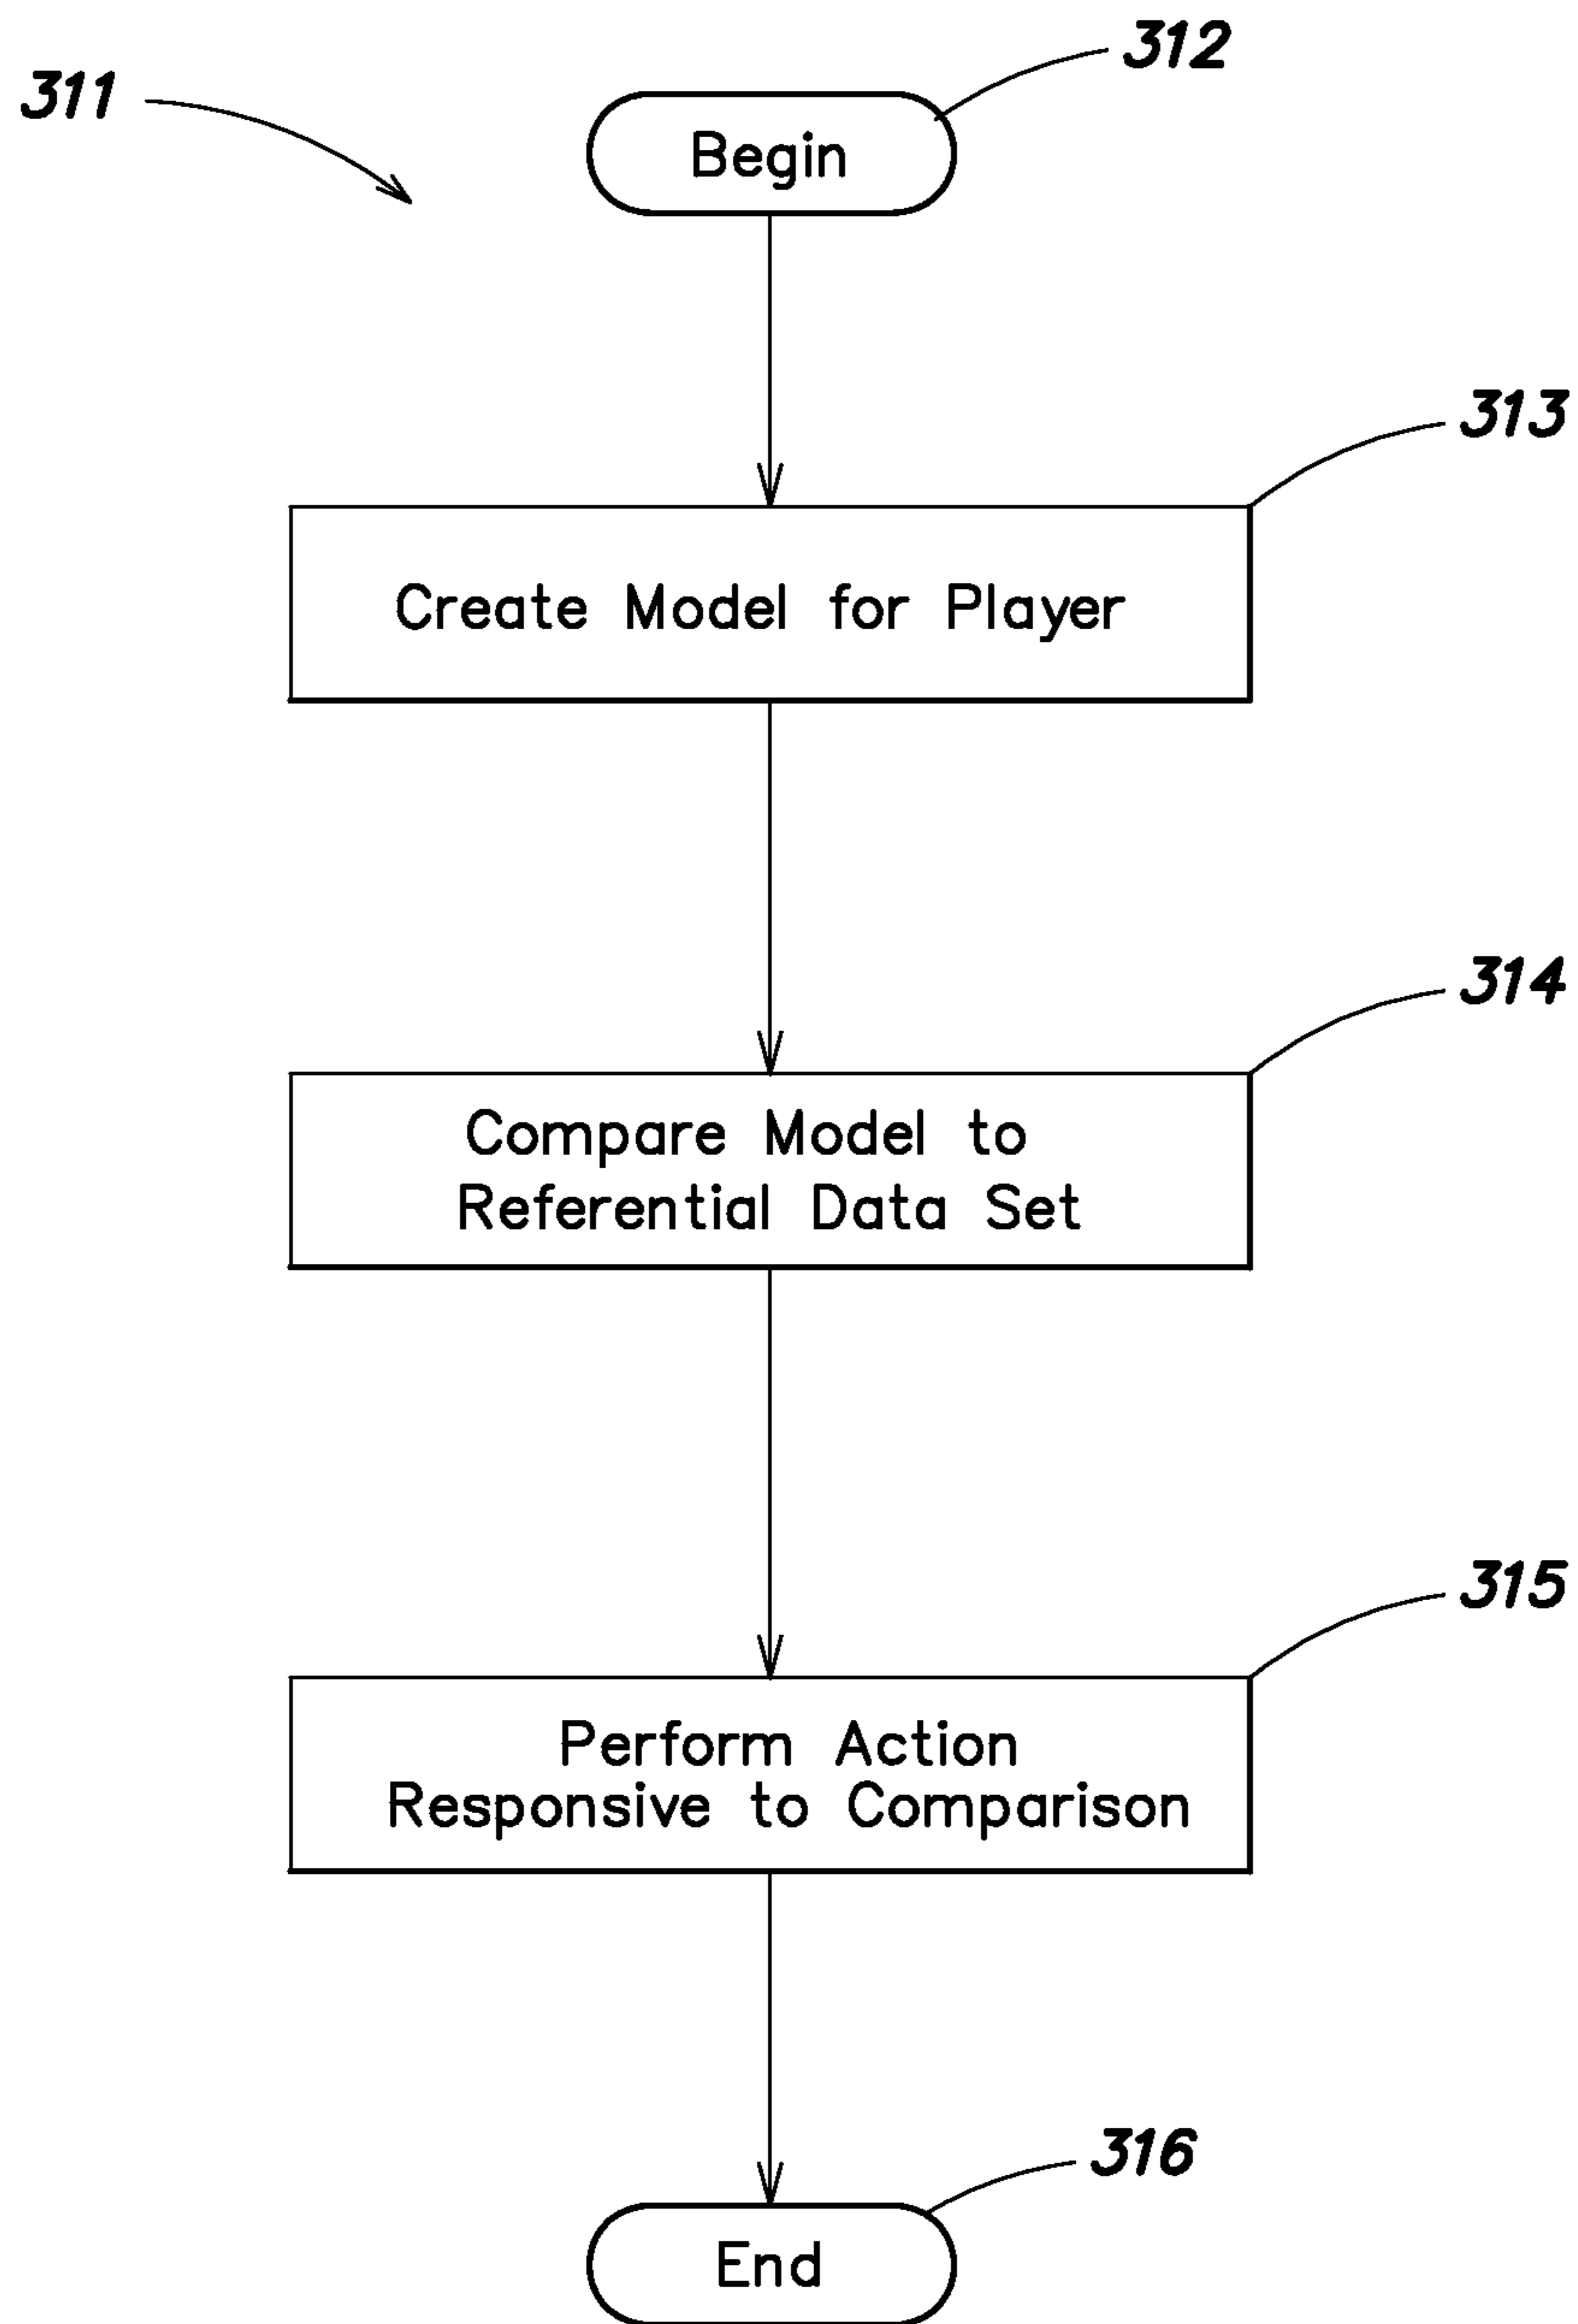 312
311
Begin
313
Create Model for Player
314
Compare Model to
Referential Data Set
315
Perform Action
Responsive to Comparison
316
End